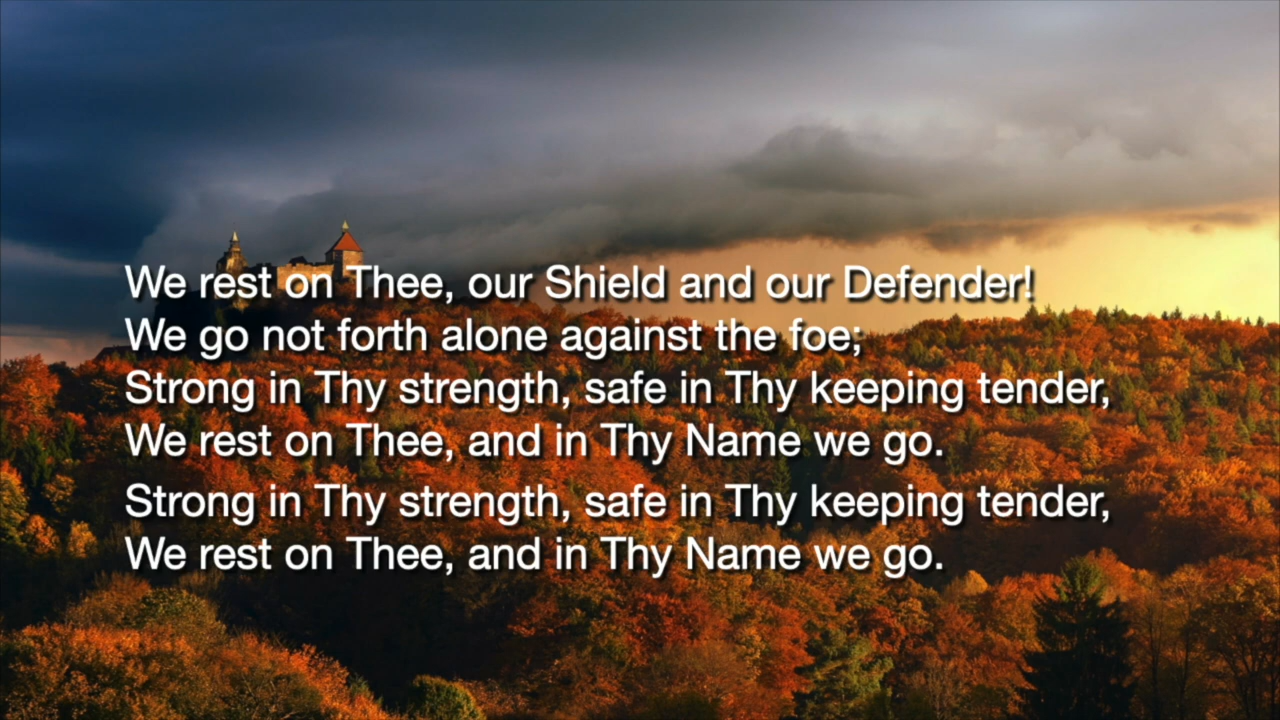 We rest on Thee, our Shield and our Defender!
We go not forth alone against the foe;
Strong in Thy strength, safe in Thy keeping tender,
We rest on Thee, and in Thy Name we go.
Strong in Thy strength, safe in Thy keeping tender,
We rest on Thee, and in Thy Name we go.